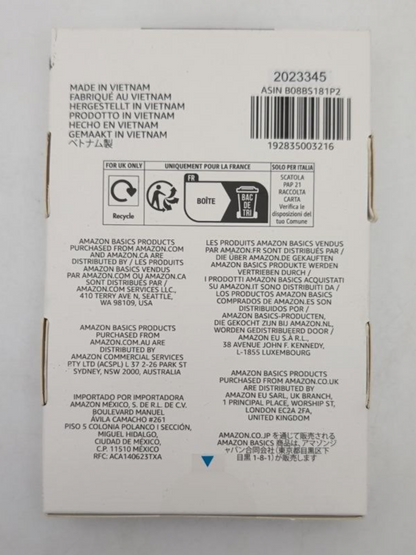 MADE IN VIETNAM
FABRIQUÉ AU VIETNAM
HERGESTELLT IN VIETNAM
PRODOTTO IN VIETNAM
HECHO EN VIETNAM
GEMAAKT IN VIETNAM
ベトナム製
2023345
ASIN B08BS181P2
192835003216
FOR UK ONLY
Recycle
UNIQUEMENT POUR LA FRANCE
FR
BOÎTE
BAC
DE
TRI
SOLO PER ITALIA
SCATOLA
PAP 21
RACCOLTA
CARTA
Verifica le
disposizioni del
tuo Comune
AMAZON BASICS PRODUCTS
PURCHASED FROM AMAZON.COM
AND AMAZON.CA ARE
DISTRIBUTED BY / LES PRODUITS
AMAZON BASICS VENDUS
PAR AMAZON.COM OU AMAZON.CA
SONT DISTRIBUÉS PAR /
AMAZON.COM SERVICES LLC,
410 TERRY AVE N, SEATTLE,
WA 98109, USA
AMAZON BASICS PRODUCTS
PURCHASED FROM
AMAZON.COM.AU ARE
DISTRIBUTED BY
AMAZON COMMERCIAL SERVICES
PTY LTD (ACSPL) L 37 2-26 PARK ST
SYDNEY, NSW 2000, AUSTRALIA
IMPORTADO POR IMPORTADORA
AMAZON MÉXICO, S. DE R.L. DE C.V.
BOULEVARD MANUEL
ÁVILA CAMACHO #261
PISO 5 COLONIA POLANCO I SECCIÓN,
MIGUEL HIDALGO,
CIUDAD DE MÉXICO,
C.P. 11510 MÉXICO
RFC: ACA140623TXA
LES PRODUITS AMAZON BASICS VENDUS
PAR AMAZON.FR SONT DISTRIBUÉS PAR /
DIE ÜBER AMAZON.DE GEKAUFTEN
AMAZON BASICS PRODUKTE WERDEN
VERTRIEBEN DURCH /
I PRODOTTI AMAZON BASICS ACQUISTATI
SU AMAZON.IT SONO DISTRIBUITI DA /
LOS PRODUCTOS AMAZON BASICS
COMPRADOS DE AMAZON.ES SON
DISTRIBUIDOS POR /
AMAZON BASICS-PRODUCTEN,
DIE GEKOCHT ZIJN BIJ AMAZON.NL,
WORDEN GEDISTRIBUEERD DOOR /
AMAZON EU S.À R.L.,
38 AVENUE JOHN F. KENNEDY,
L-1855 LUXEMBOURG
AMAZON BASICS PRODUCTS
PURCHASED FROM AMAZON.CO.UK
ARE DISTRIBUTED BY
AMAZON EU SARL, UK BRANCH,
1 PRINCIPAL PLACE, WORSHIP ST,
LONDON EC2A 2FA,
UNITED KINGDOM
AMAZON.CO.JP を通じて販売される
AMAZON BASICS 商品は、アマゾンジ
ャパン合同会社 (東京都目黒区下
目黒 1-8-1) が販売します